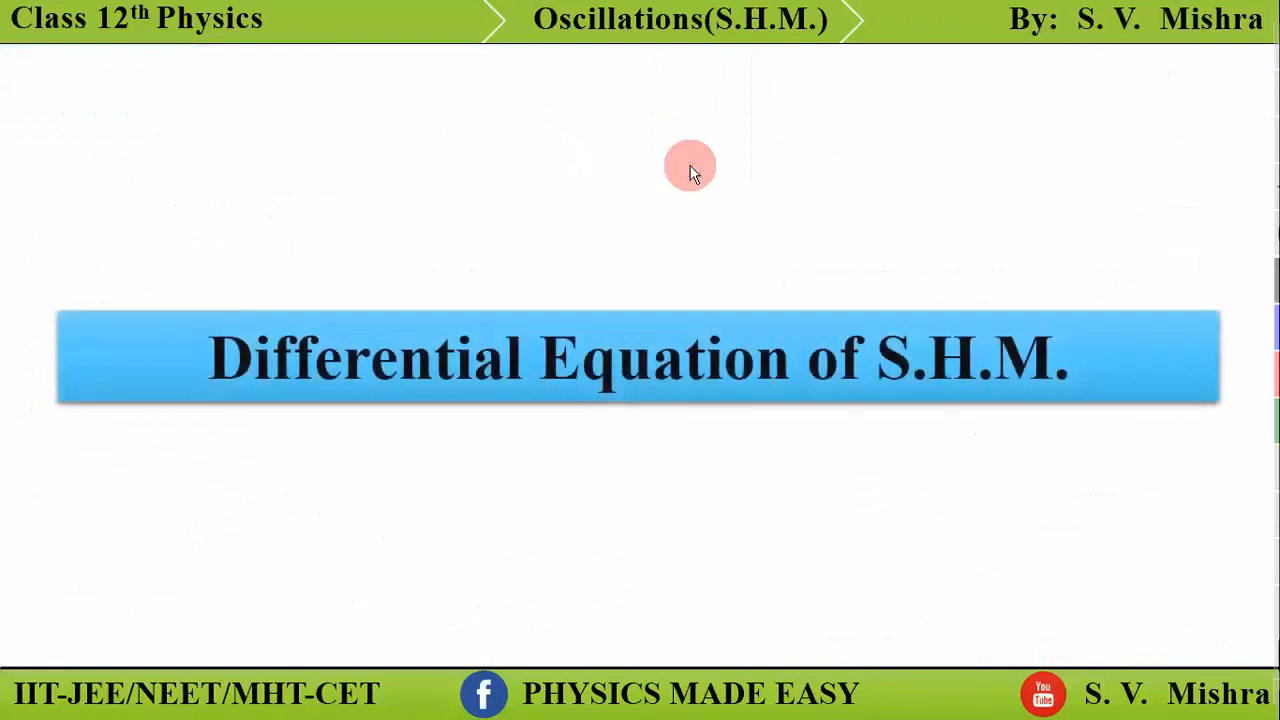 Class 12th Physics
Oscillations(S.H.M.)
By: S. V. Mishra
Differential Equation of S.H.M.
IIT-JEE/NEET/MHT-CET
f
PHYSICS MADE EASY
You
Tube
S. V. Mishra